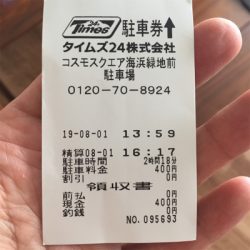 24h Times 駐車券↑
タイムズ24株式会社
コスモスクエア海浜緑地前
駐車場
0120-70-8924
19-08-01 13:59
精算08-01 16:17
駐車時間 2時間18分
駐車料金 400円
割引 0円
領収書
前払 0円
現金 400円
釣銭 0円
NO.095693